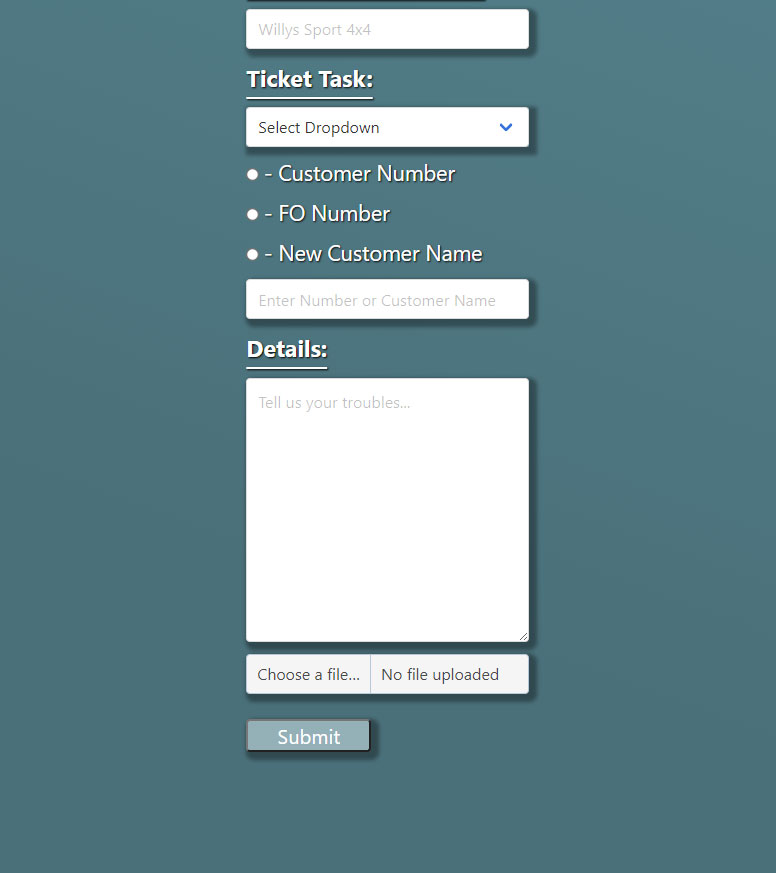 Willys Sport 4x4
Ticket Task:
Select Dropdown
- Customer Number
- FO Number
- New Customer Name
Enter Number or Customer Name
Details:
Tell us your troubles...
Choose a file... No file uploaded
Submit